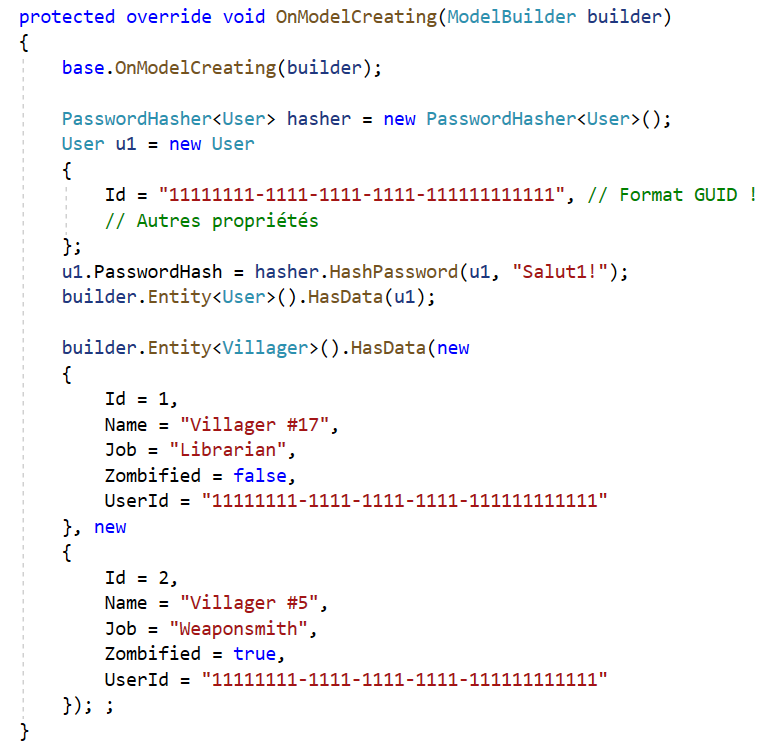 protected override void OnModelCreating(ModelBuilder builder)
{
    base.OnModelCreating(builder);

    PasswordHasher<User> hasher = new PasswordHasher<User>();
    User u1 = new User
    {
        Id = "11111111-1111-1111-1111-111111111111", // Format GUID !
        // Autres propriétés
    };
    u1.PasswordHash = hasher.HashPassword(u1, "Salut1!");
    builder.Entity<User>().HasData(u1);

    builder.Entity<Villager>().HasData(new
    {
        Id = 1,
        Name = "Villager #17",
        Job = "Librarian",
        Zombified = false,
        UserId = "11111111-1111-1111-1111-111111111111"
    }, new
    {
        Id = 2,
        Name = "Villager #5",
        Job = "Weaponsmith",
        Zombified = true,
        UserId = "11111111-1111-1111-1111-111111111111"
    }); ;
}